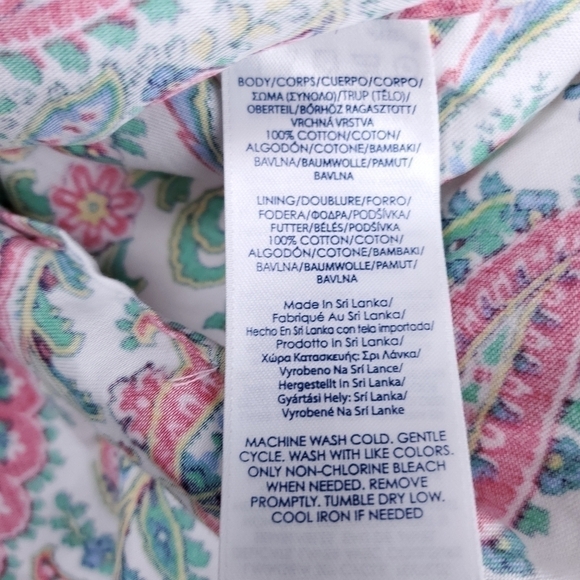 BODY/CORPS/CUERPO/CORPO/
ΣΩΜΑ (ΣΥΝΟΛΟ)/TRUP (TĚLO)/
OBERTEIL/BŐRHÖZ RAGASZTOTT/
VRCHNÁ VRSTVA
100% COTTON/COTON/
ALGODÓN/COTONE/BAMBAKI/
BAVLNA/BAUMWOLLE/PAMUT/
BAVLNA
LINING/DOUBLURE/FORRO/
FODERA/ΦΟΔΡΑ/PODŠÍVKA/
FUTTER/BÉLÉS/PODŠÍVKA
100% COTTON/COTON/
ALGODÓN/COTONE/BAMBAKI/
BAVLNA/BAUMWOLLE/PAMUT/
BAVLNA
Made In Sri Lanka/
Fabriqué Au Sri Lanka/
Hecho En Sri Lanka con tela importada/
Prodotto In Sri Lanka/
Χώρα Κατασκευής: Σρι Λάνκα/
Vyrobeno Na Srí Lance/
Hergestellt In Sri Lanka/
Gyártási Hely: Srí Lanka/
Vyrobené Na Srí Lanke
MACHINE WASH COLD. GENTLE
CYCLE. WASH WITH LIKE COLORS.
ONLY NON-CHLORINE BLEACH
WHEN NEEDED. REMOVE
PROMPTLY. TUMBLE DRY LOW.
COOL IRON IF NEEDED